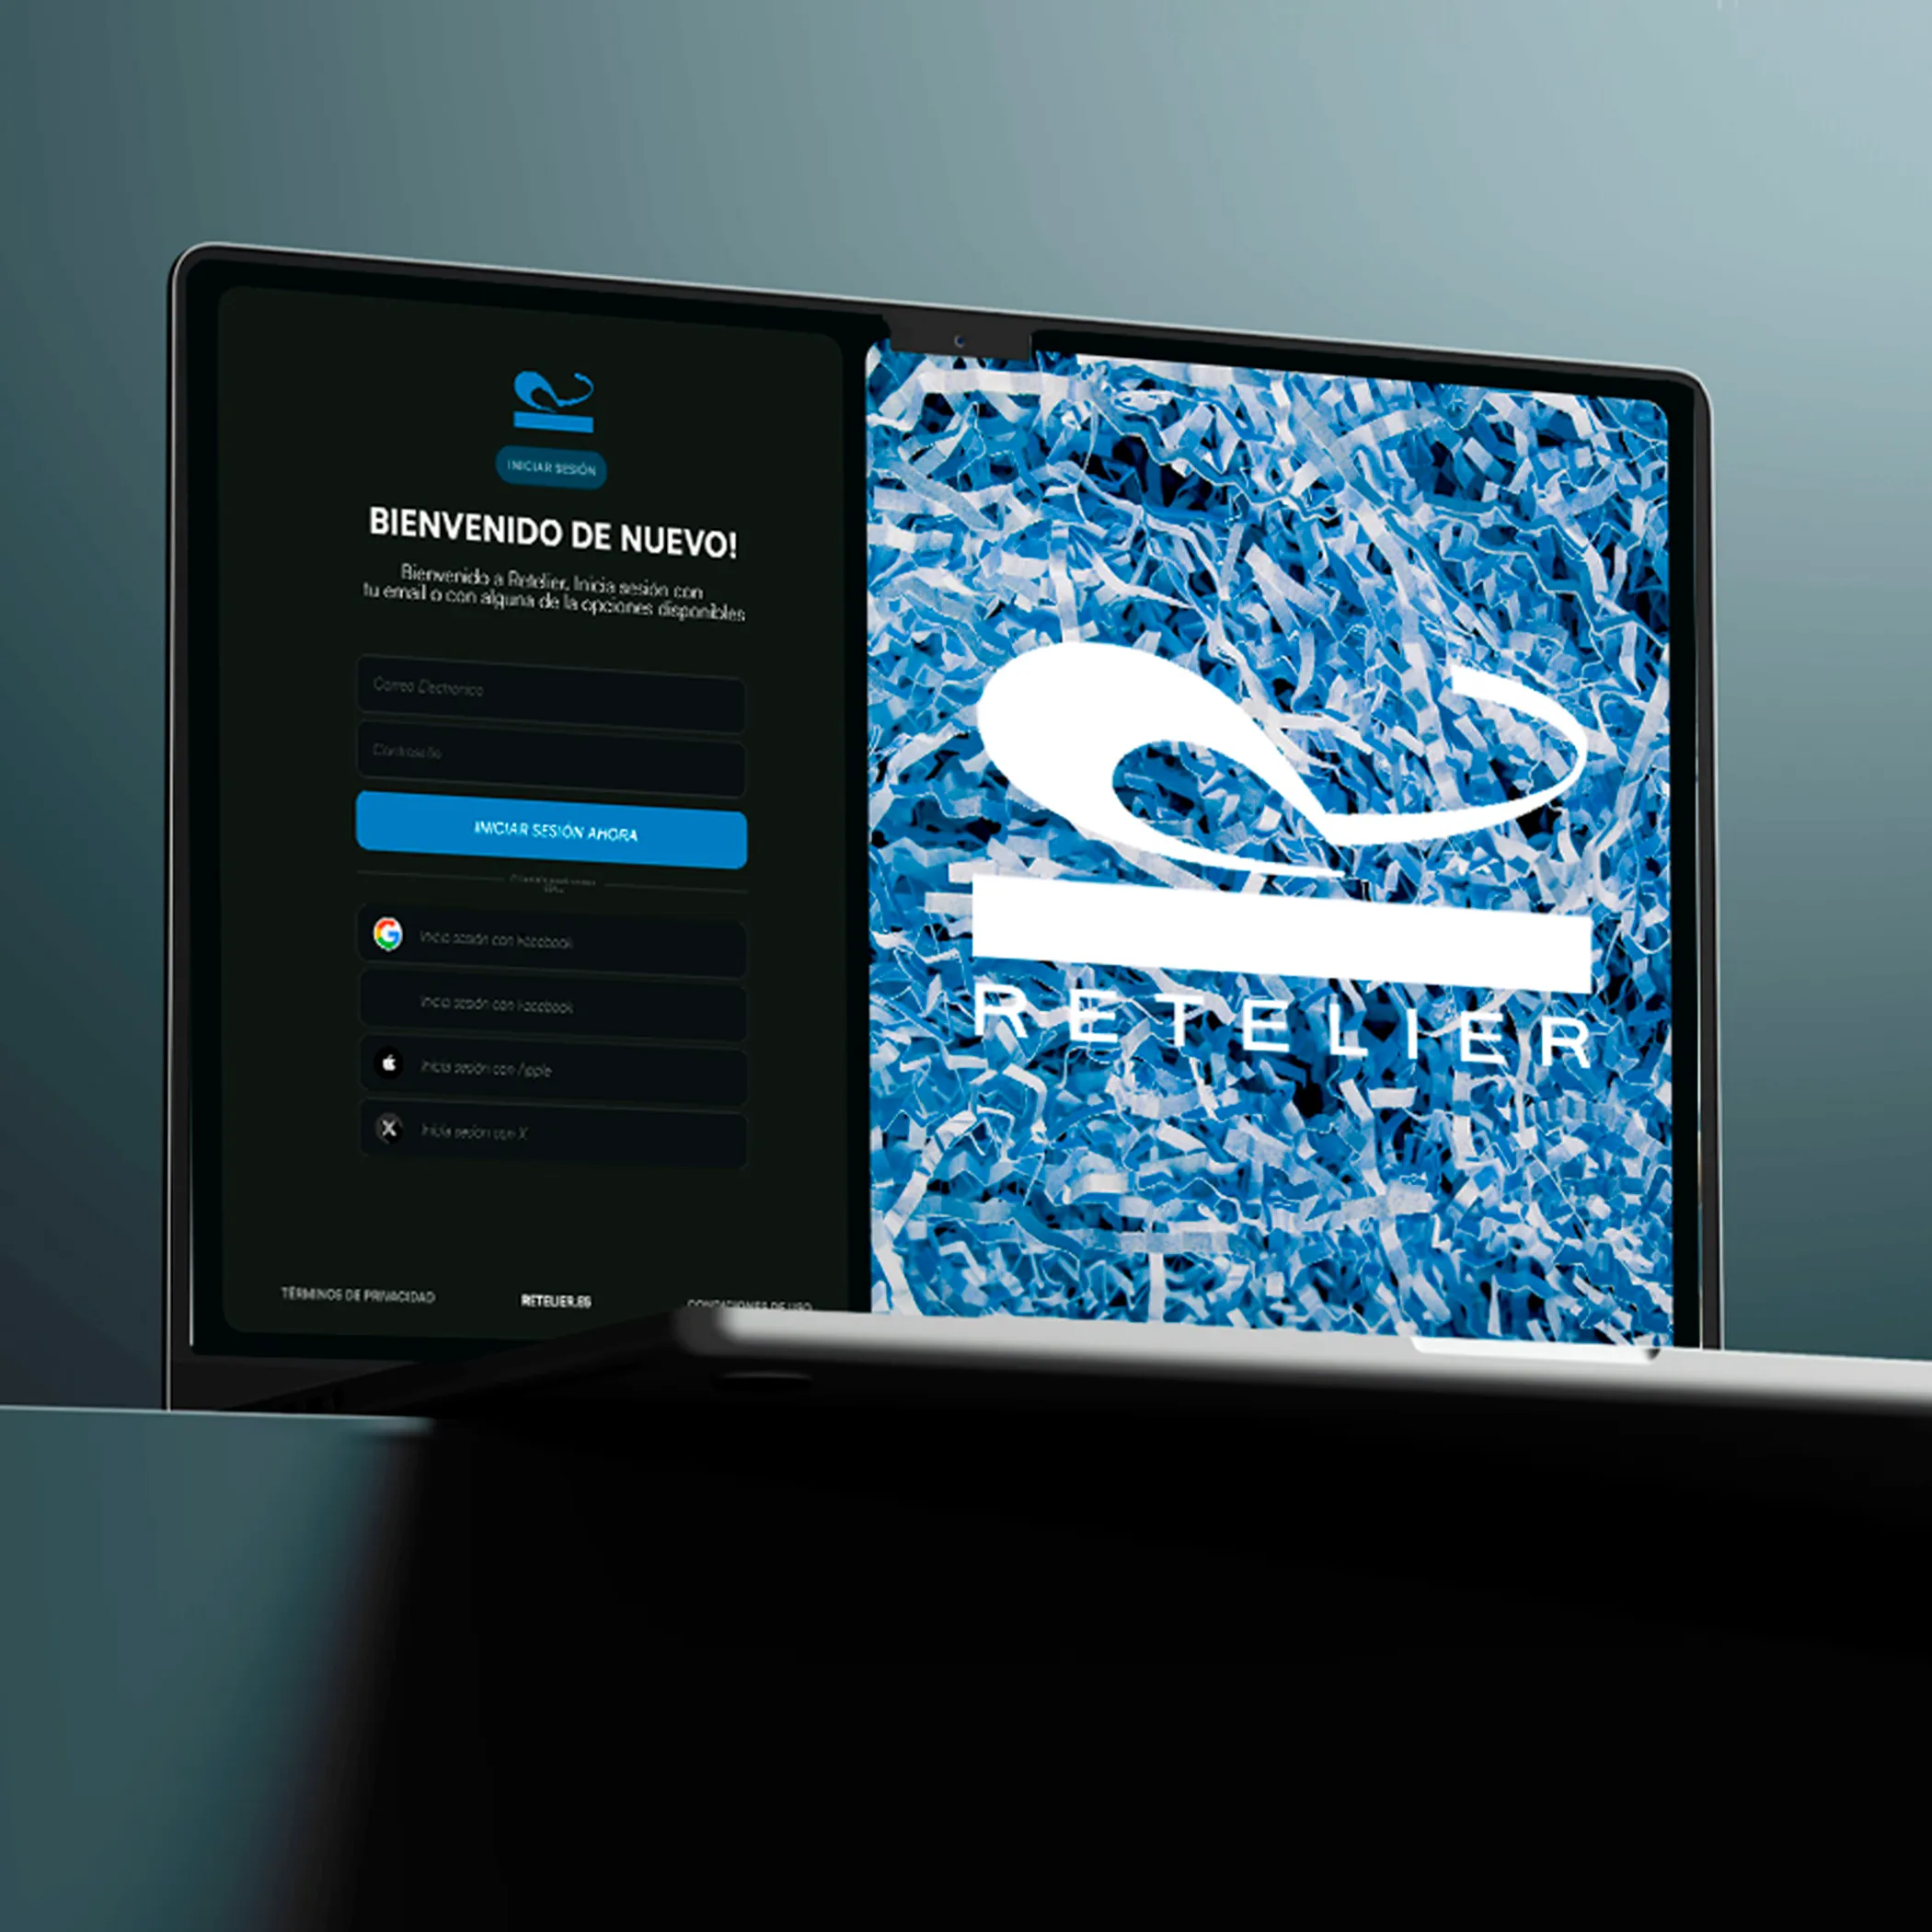 INICIAR SESIÓN
BIENVENIDO DE NUEVO!
Bienvenido a Retelier. Inicia sesión con
tu email o con alguna de la opciones disponibles
Correo Electronico
Contraseña
INICIAR SESIÓN AHORA
Inicia sesión con Facebook
Inicia sesión con Facebook
Inicia sesión con Apple
Inicia sesión con X
TÉRMINOS DE PRIVACIDAD
RETELIER.ES
CONDICIONES DE USO
RETELIER